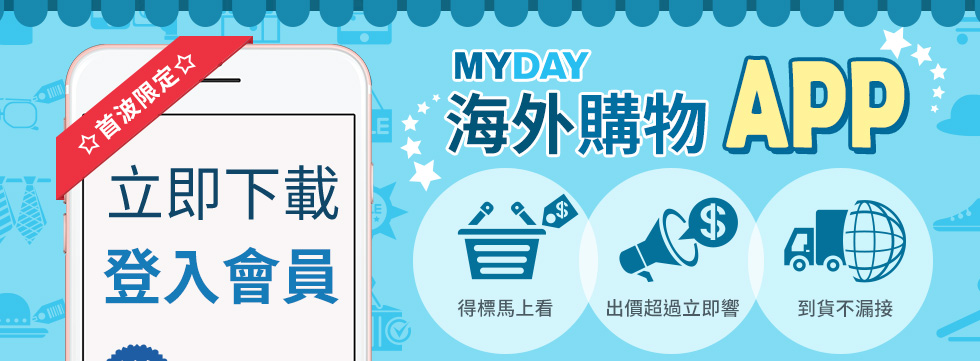 ☆首波限定☆
立即下載
登入會員
MYDAY
海外購物 APP
得標馬上看
出價超過立即響
到貨不漏接